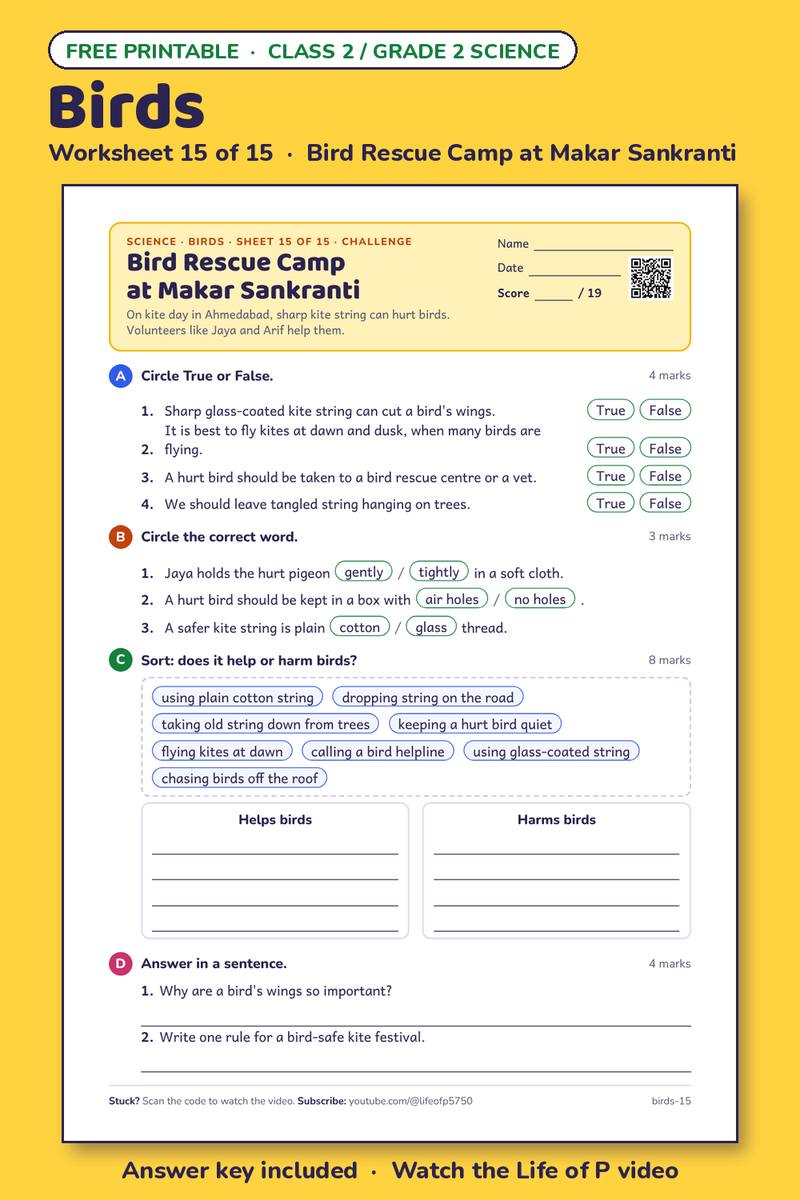 FREE PRINTABLE · CLASS 2 / GRADE 2 SCIENCE
Birds
Worksheet 15 of 15 · Bird Rescue Camp at Makar Sankranti
SCIENCE · BIRDS · SHEET 15 OF 15 · CHALLENGE
Bird Rescue Camp
at Makar Sankranti
On kite day in Ahmedabad, sharp kite string can hurt birds.
Volunteers like Jaya and Arif help them.
Name
Date
Score / 19
A Circle True or False. 4 marks
1. Sharp glass-coated kite string can cut a bird's wings. True False
It is best to fly kites at dawn and dusk, when many birds are
2. flying. True False
3. A hurt bird should be taken to a bird rescue centre or a vet. True False
4. We should leave tangled string hanging on trees. True False
B Circle the correct word. 3 marks
1. Jaya holds the hurt pigeon gently / tightly in a soft cloth.
2. A hurt bird should be kept in a box with air holes / no holes .
3. A safer kite string is plain cotton / glass thread.
C Sort: does it help or harm birds? 8 marks
using plain cotton string dropping string on the road
taking old string down from trees keeping a hurt bird quiet
flying kites at dawn calling a bird helpline using glass-coated string
chasing birds off the roof
Helps birds Harms birds
D Answer in a sentence. 4 marks
1. Why are a bird's wings so important?
2. Write one rule for a bird-safe kite festival.
Stuck? Scan the code to watch the video. Subscribe: youtube.com/@lifeofp5750 birds-15
Answer key included · Watch the Life of P video